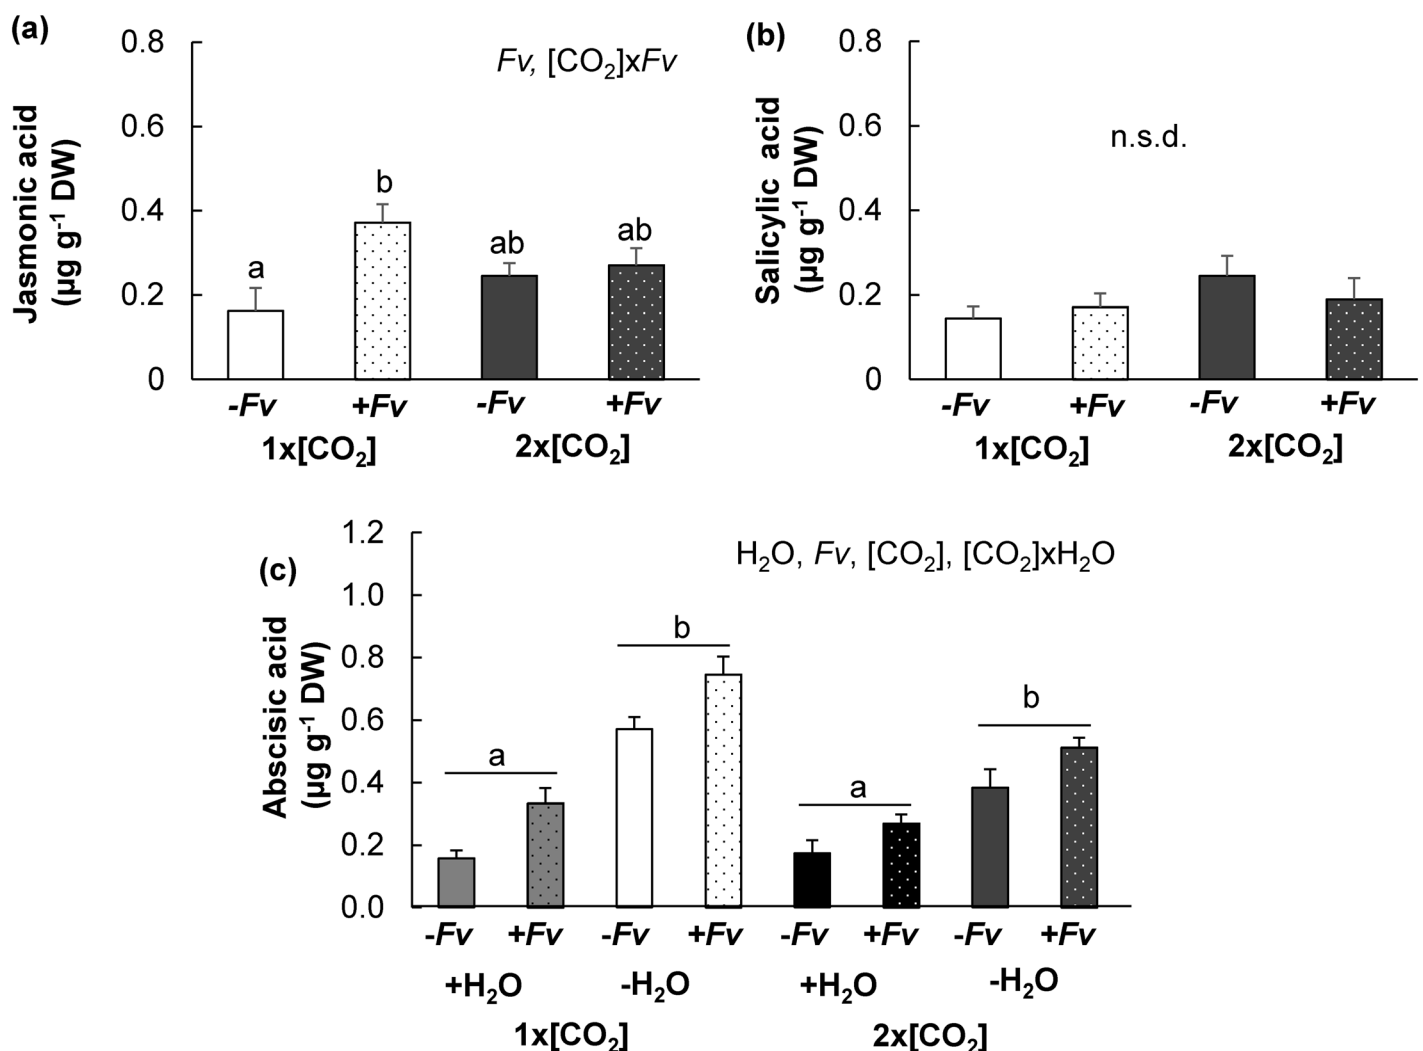 (a)
Jasmonic acid
(µg g⁻¹ DW)
0.8
0.6
0.4
0.2
0
Fv, [CO₂]xFv
a
b
ab
ab
-Fv +Fv -Fv +Fv
1x[CO₂] 2x[CO₂]
(b)
Salicylic acid
(µg g⁻¹ DW)
0.8
0.6
0.4
0.2
0
n.s.d.
-Fv +Fv -Fv +Fv
1x[CO₂] 2x[CO₂]
(c)
Abscisic acid
(µg g⁻¹ DW)
1.2
1.0
0.8
0.6
0.4
0.2
0.0
H₂O, Fv, [CO₂], [CO₂]xH₂O
a
b
a
b
-Fv +Fv -Fv +Fv -Fv +Fv -Fv +Fv
+H₂O -H₂O +H₂O -H₂O
1x[CO₂] 2x[CO₂]